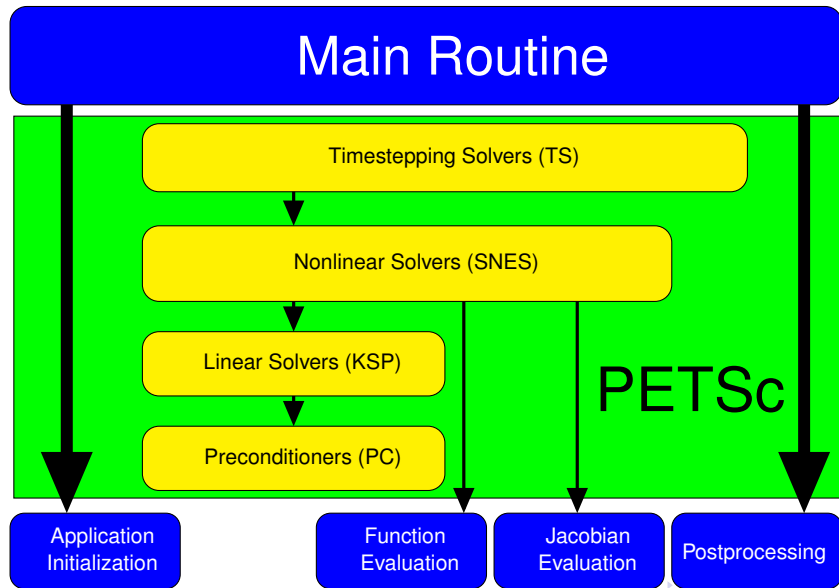 Main Routine
Timestepping Solvers (TS)
Nonlinear Solvers (SNES)
Linear Solvers (KSP)
PETSc
Preconditioners (PC)
Application
Initialization
Function
Evaluation
Jacobian
Evaluation
Postprocessing